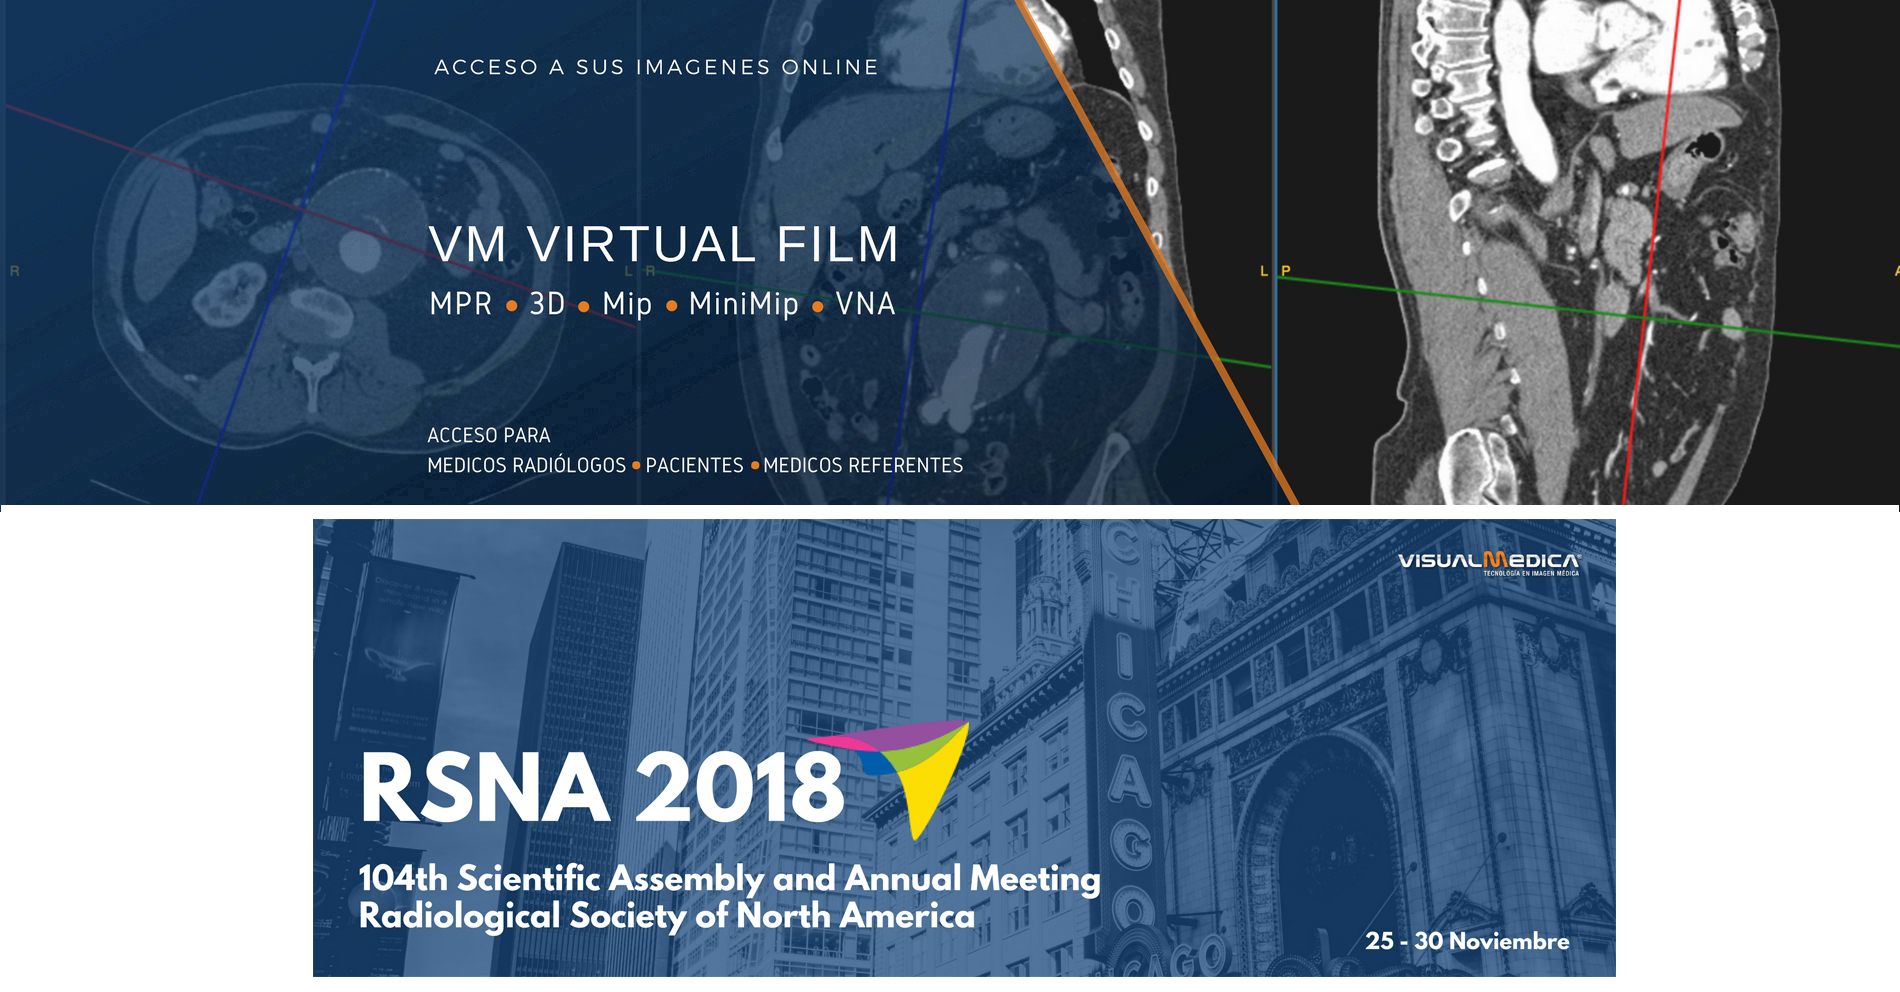 ACCESO A SUS IMAGENES ONLINE
VM VIRTUAL FILM
MPR • 3D • Mip • MiniMip • VNA
R
L R
L P
A
ACCESO PARA
MEDICOS RADIÓLOGOS • PACIENTES • MEDICOS REFERENTES
VISUALMEDICA
TECNOLOGÍA EN IMAGEN MÉDICA
CHICAGO
RSNA 2018
104th Scientific Assembly and Annual Meeting
Radiological Society of North America
CAGO
25 - 30 Noviembre